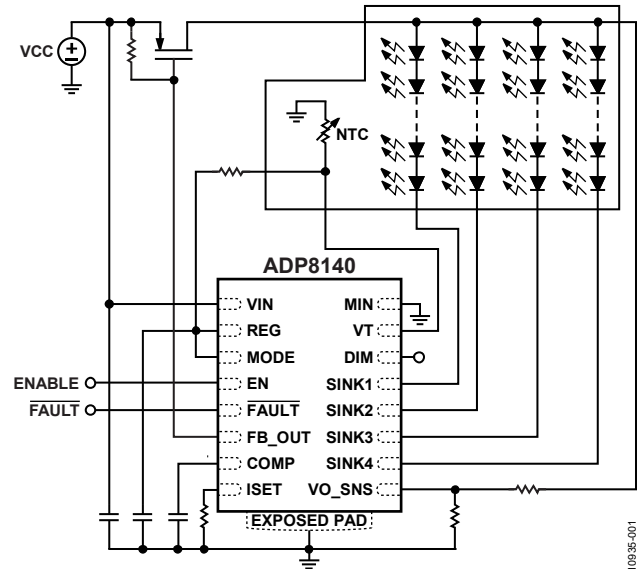 VCC
NTC
ADP8140
VIN
MIN
REG
VT
MODE
DIM
ENABLE
EN
SINK1
FAULT
FAULT
SINK2
FB_OUT
SINK3
COMP
SINK4
ISET
VO_SNS
EXPOSED PAD
10935-001